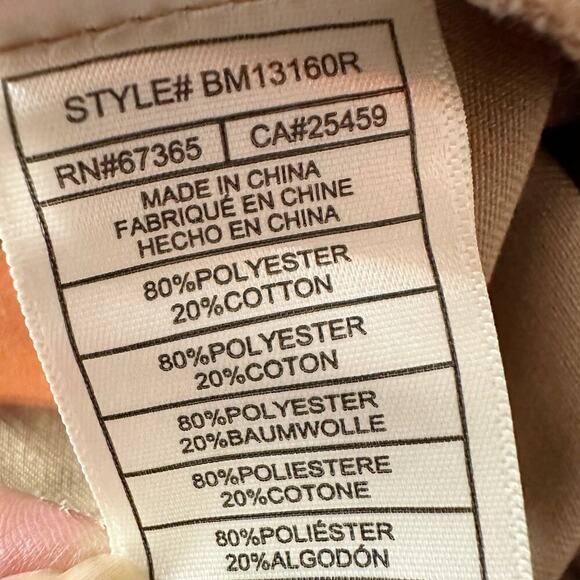 STYLE# BM13160R
RN#67365 CA#25459
MADE IN CHINA
FABRIQUÉ EN CHINE
HECHO EN CHINA
80%POLYESTER
20%COTTON
80%POLYESTER
20%COTON
80%POLYESTER
20%BAUMWOLLE
80%POLIESTERE
20%COTONE
80%POLIÉSTER
20%ALGODÓN